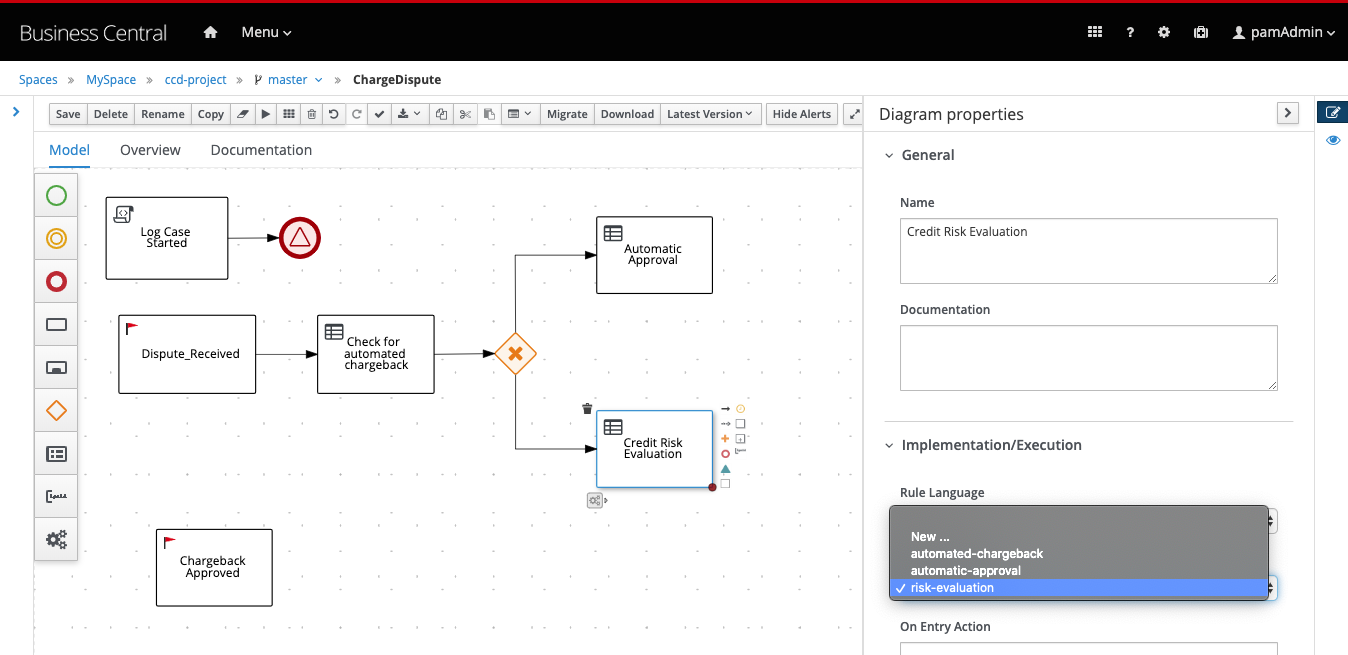 Business Central
Menu
?
pamAdmin
Spaces » MySpace » ccd-project » master » ChargeDispute
Save Delete Rename Copy Migrate Download Latest Version Hide Alerts
Model Overview Documentation
Log Case
Started
Automatic
Approval
Dispute_Received
Check for
automated
chargeback
Credit Risk
Evaluation
Chargeback
Approved
Diagram properties
General
Name
Credit Risk Evaluation
Documentation
Implementation/Execution
Rule Language
New ...
automated-chargeback
automatic-approval
✓ risk-evaluation
On Entry Action